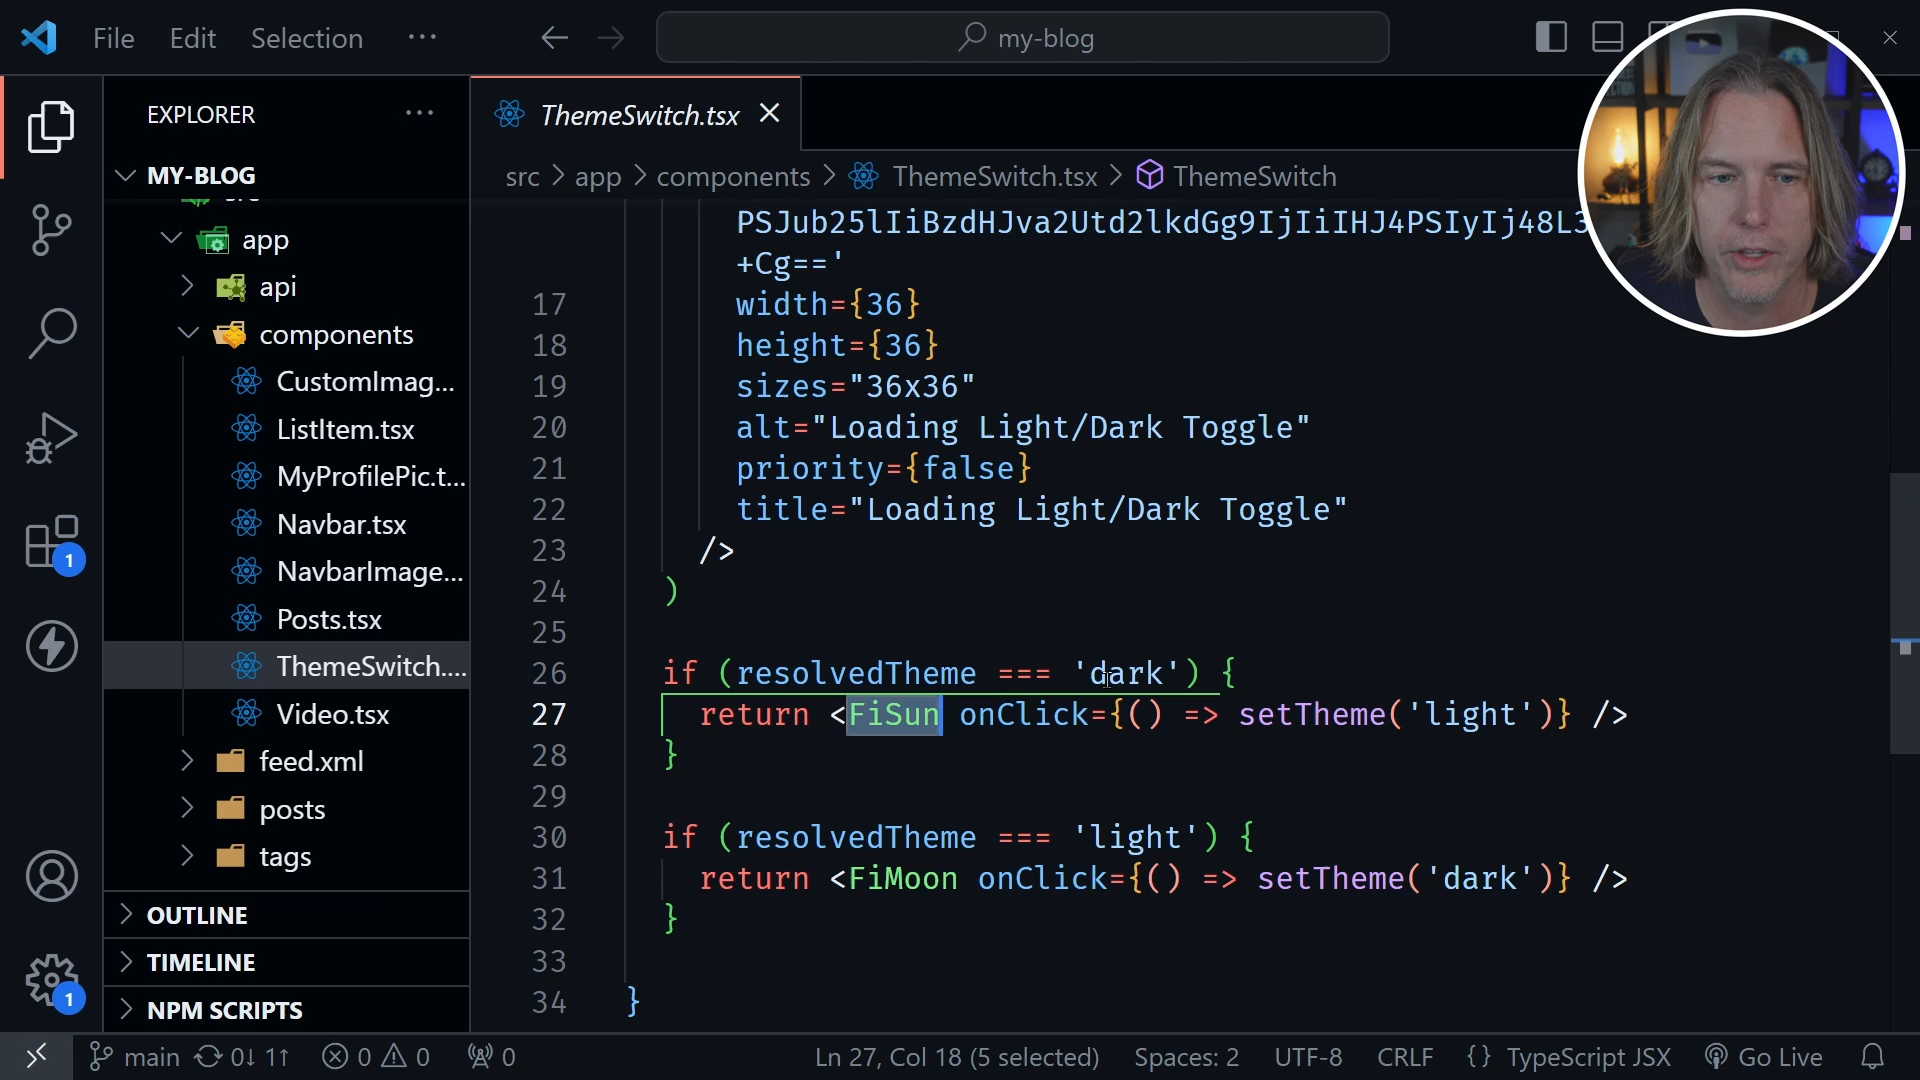 File Edit Selection ···
my-blog
EXPLORER ···
ThemeSwitch.tsx
MY-BLOG
src > app > components > ThemeSwitch.tsx > ThemeSwitch
app
api
components
CustomImag...
ListItem.tsx
MyProfilePic.t...
Navbar.tsx
NavbarImage...
Posts.tsx
ThemeSwitch....
Video.tsx
feed.xml
posts
tags
OUTLINE
TIMELINE
NPM SCRIPTS
1
1
PSJub25lIiBzdHJva2Utd2lkdGg9IjIiIHJ4PSIyIj48L3
+Cg=='
17 width={36}
18 height={36}
19 sizes="36x36"
20 alt="Loading Light/Dark Toggle"
21 priority={false}
22 title="Loading Light/Dark Toggle"
23 />
24 )
25
26 if (resolvedTheme === 'dark') {
27 return <FiSun onClick={() => setTheme('light')} />
28 }
29
30 if (resolvedTheme === 'light') {
31 return <FiMoon onClick={() => setTheme('dark')} />
32 }
33
34 }
main 0↓ 1↑ 0 0 0 Ln 27, Col 18 (5 selected) Spaces: 2 UTF-8 CRLF {} TypeScript JSX Go Live